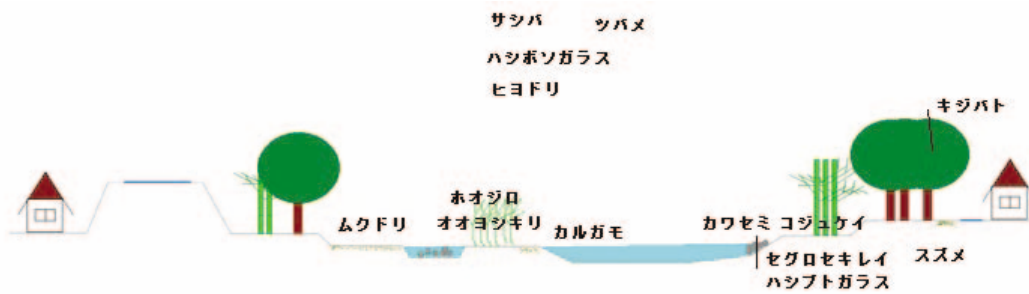 サシバ ツバメ
ハシボソガラス
ヒヨドリ
キジバト
ホオジロ
ムクドリ オオヨシキリ カルガモ カワセミ コジュケイ
セグロセキレイ スズメ
ハシブトガラス